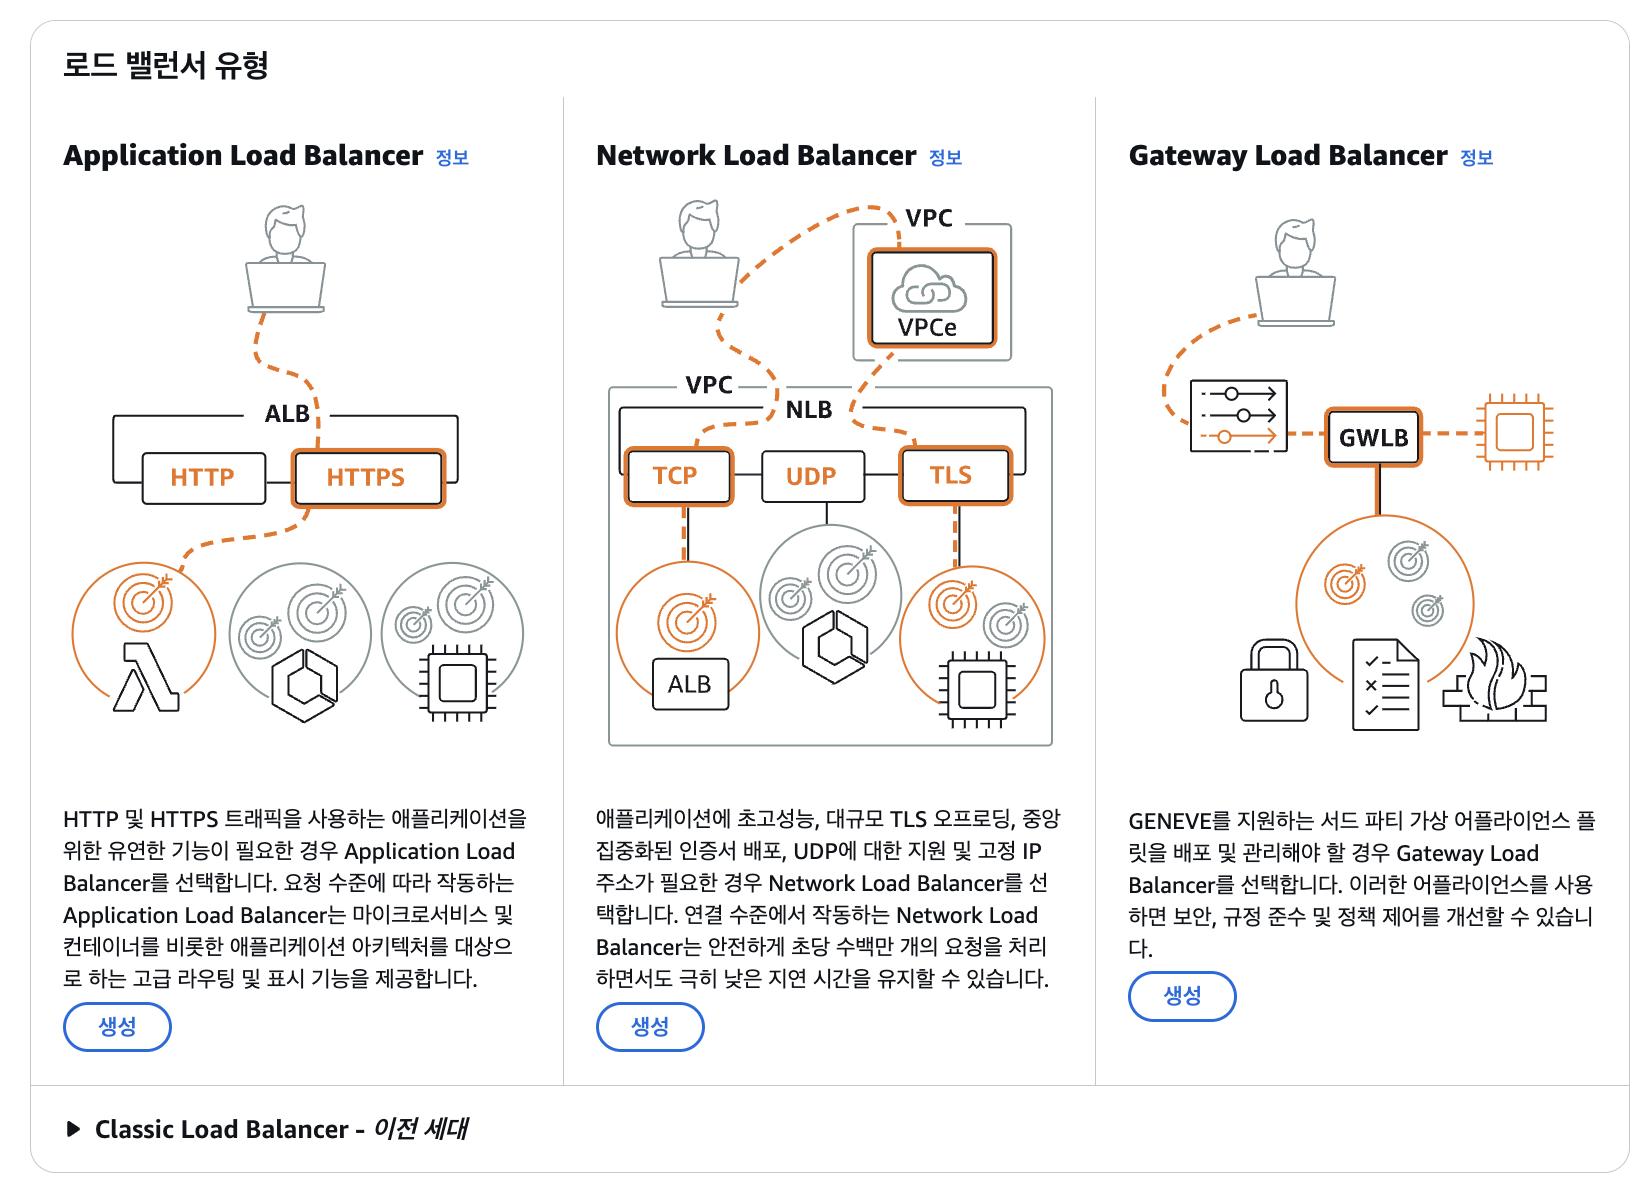 로드 밸런서 유형
Application Load Balancer 정보
ALB
HTTP
HTTPS
HTTP 및 HTTPS 트래픽을 사용하는 애플리케이션을
위한 유연한 기능이 필요한 경우 Application Load
Balancer를 선택합니다. 요청 수준에 따라 작동하는
Application Load Balancer는 마이크로서비스 및
컨테이너를 비롯한 애플리케이션 아키텍처를 대상으
로 하는 고급 라우팅 및 표시 기능을 제공합니다.
생성
Network Load Balancer 정보
VPC
VPCe
VPC
NLB
TCP
UDP
TLS
ALB
애플리케이션에 초고성능, 대규모 TLS 오프로딩, 중앙
집중화된 인증서 배포, UDP에 대한 지원 및 고정 IP
주소가 필요한 경우 Network Load Balancer를 선
택합니다. 연결 수준에서 작동하는 Network Load
Balancer는 안전하게 초당 수백만 개의 요청을 처리
하면서도 극히 낮은 지연 시간을 유지할 수 있습니다.
생성
Gateway Load Balancer 정보
GWLB
GENEVE를 지원하는 서드 파티 가상 어플라이언스 플
릿을 배포 및 관리해야 할 경우 Gateway Load
Balancer를 선택합니다. 이러한 어플라이언스를 사용
하면 보안, 규정 준수 및 정책 제어를 개선할 수 있습니
다.
생성
Classic Load Balancer - 이전 세대